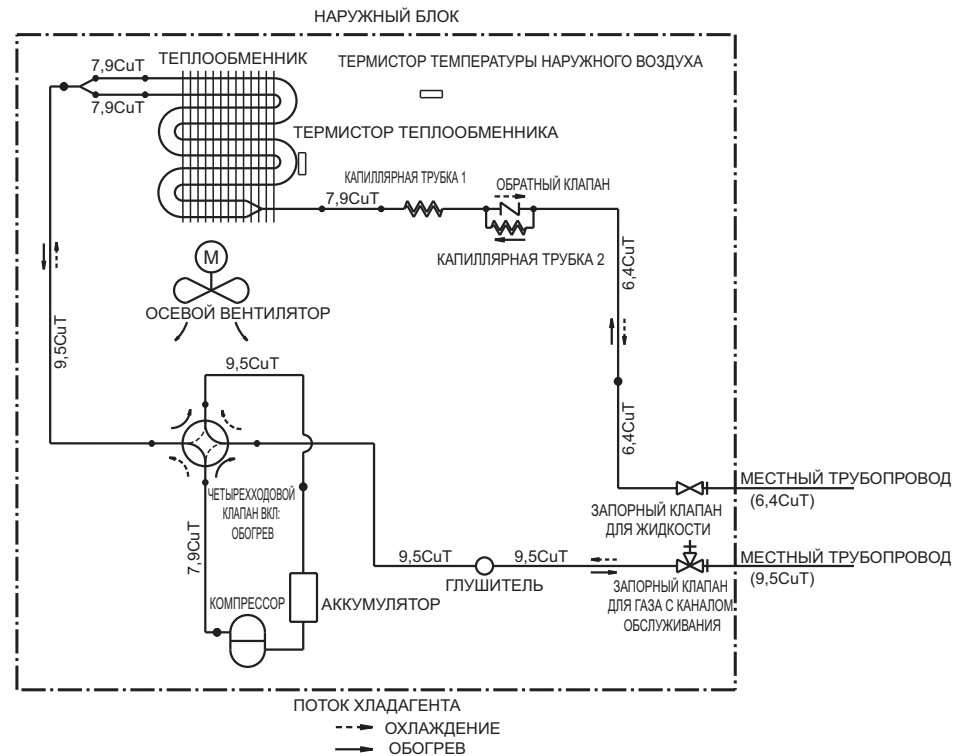 НАРУЖНЫЙ БЛОК
ТЕПЛООБМЕННИК
ТЕРМИСТОР ТЕМПЕРАТУРЫ НАРУЖНОГО ВОЗДУХА
7,9CuT
7,9CuT
ТЕРМИСТОР ТЕПЛООБМЕННИКА
КАПИЛЛЯРНАЯ ТРУБКА 1
7,9CuT
ОБРАТНЫЙ КЛАПАН
КАПИЛЛЯРНАЯ ТРУБКА 2
6,4CuT
M
ОСЕВОЙ ВЕНТИЛЯТОР
9,5CuT
9,5CuT
6,4CuT
ЧЕТЫРЕХХОДОВОЙ
КЛАПАН ВКЛ:
ОБОГРЕВ
7,9CuT
МЕСТНЫЙ ТРУБОПРОВОД
(6,4CuT)
ЗАПОРНЫЙ КЛАПАН
ДЛЯ ЖИДКОСТИ
9,5CuT
9,5CuT
ГЛУШИТЕЛЬ
МЕСТНЫЙ ТРУБОПРОВОД
(9,5CuT)
ЗАПОРНЫЙ КЛАПАН
ДЛЯ ГАЗА С КАНАЛОМ
ОБСЛУЖИВАНИЯ
КОМПРЕССОР
АККУМУЛЯТОР
ПОТОК ХЛАДАГЕНТА
ОХЛАЖДЕНИЕ
ОБОГРЕВ